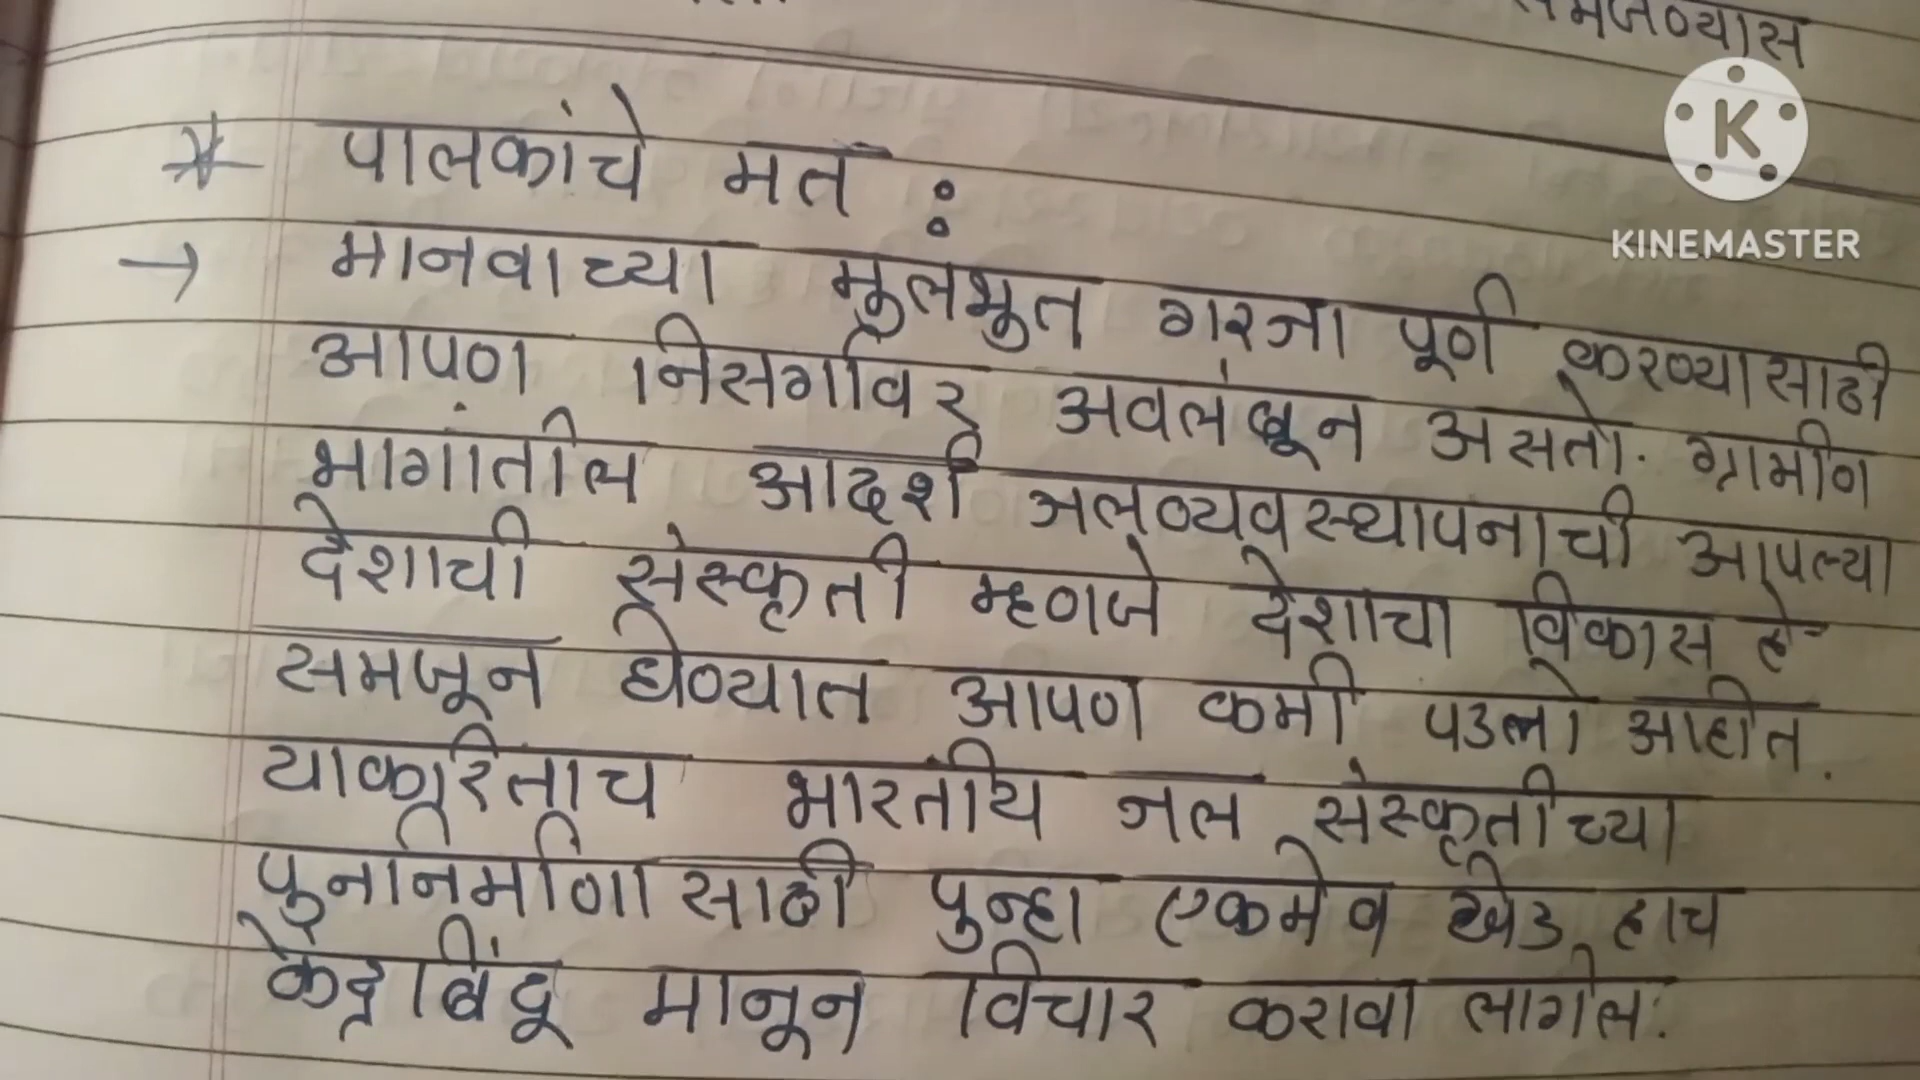 समजण्यास
* पालकांचे मत :
KINEMASTER
→ मानवाच्या मुलभुत गरजा पूर्ण करण्यासाठी
आपण निसर्गावर अवलंबून असतो. ग्रामीण
भागांतील आदर्श जलव्यवस्थापनाची आपल्या
देशाची संस्कृती म्हणजे देशाचा विकास हे
समजून घेण्यात आपण कमी पडलो आहोत.
याकरिताच भारतीय जल संस्कृतीच्या
पुनर्निर्माणासाठी पुन्हा एकमेव खेड हाच
केंद्रबिंदू मानून विचार करावा लागेल.